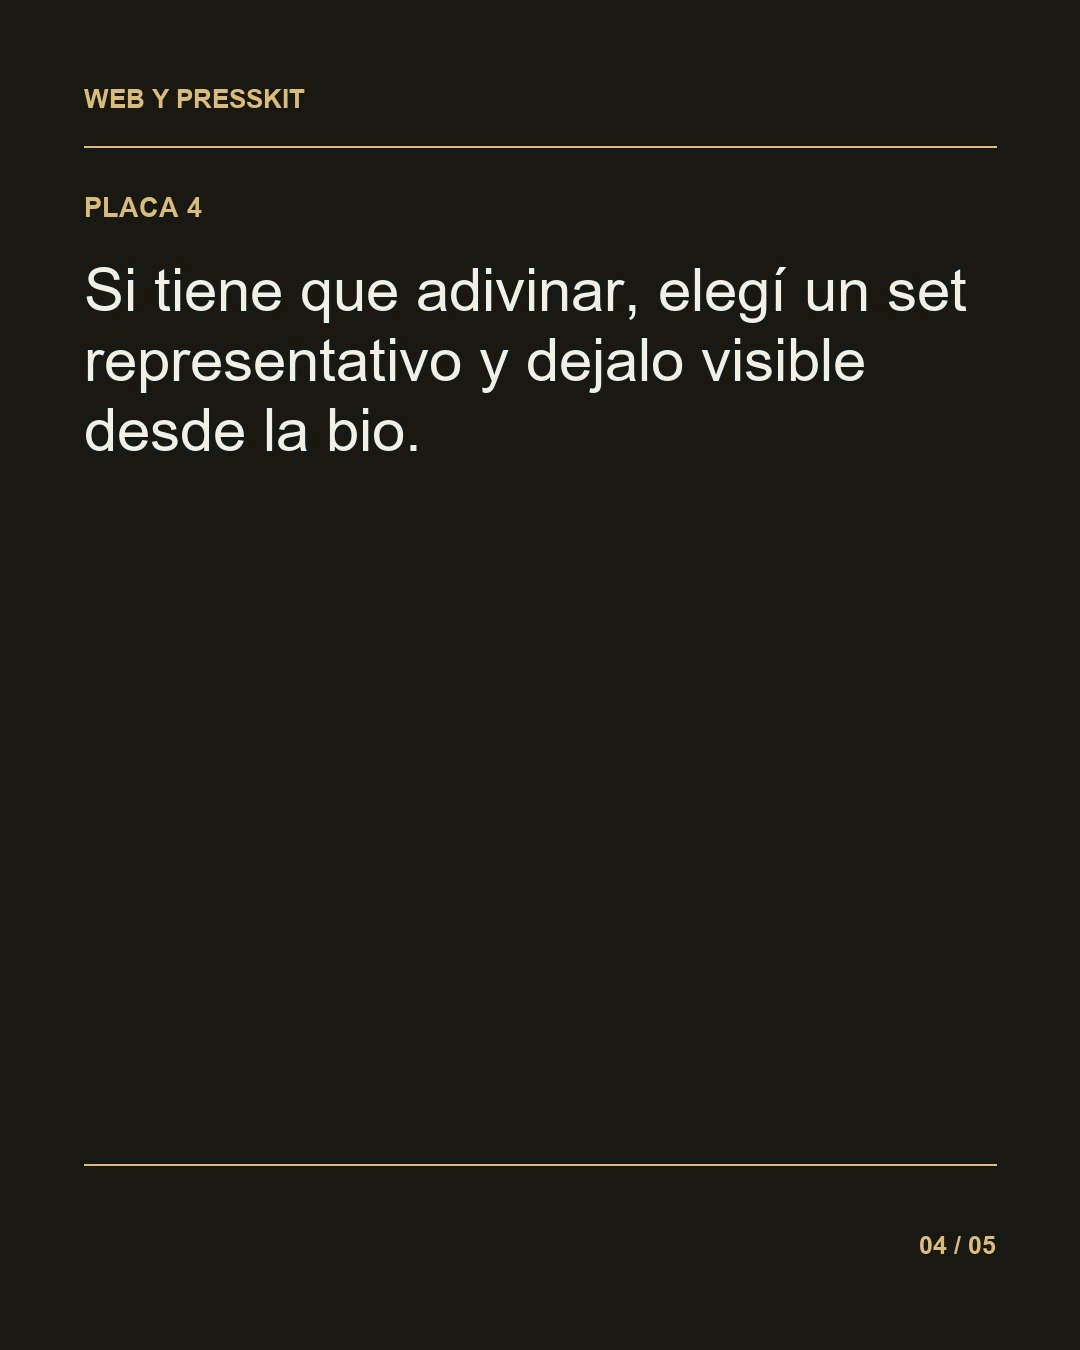 WEB Y PRESSKIT
PLACA 4
Si tiene que adivinar, elegí un set
representativo y dejalo visible
desde la bio.
04 / 05